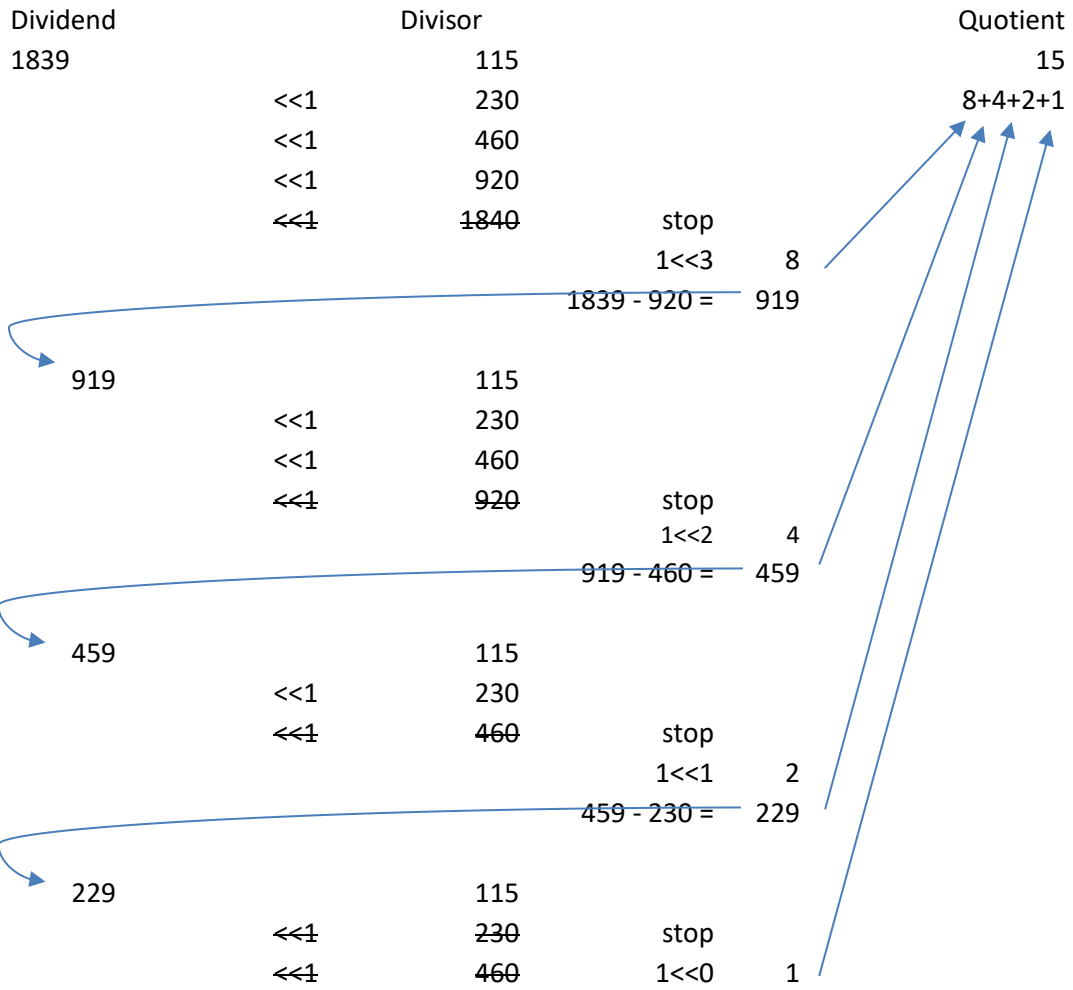 Dividend Divisor Quotient
1839 115 15
<<1 230 8+4+2+1
<<1 460
<<1 920
<<1 1840 stop
1<<3 8
1839 - 920 = 919
919 115
<<1 230
<<1 460
<<1 920 stop
1<<2 4
919 - 460 = 459
459 115
<<1 230
<<1 460 stop
1<<1 2
459 - 230 = 229
229 115
<<1 230 stop
<<1 460 1<<0 1